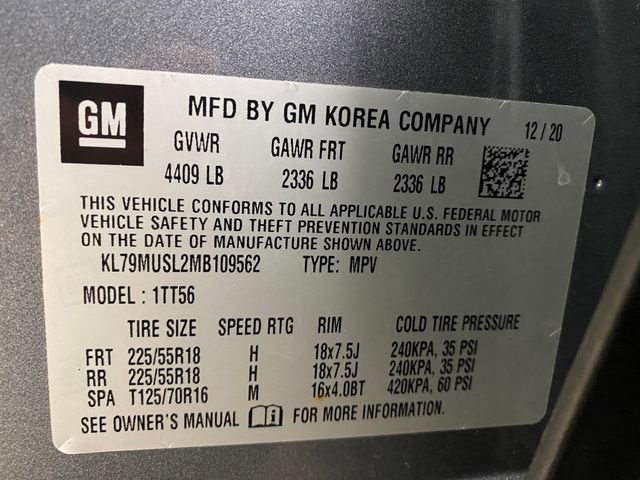 GM
MFD BY GM KOREA COMPANY 12/20
GVWR GAWR FRT GAWR RR
4409 LB 2336 LB 2336 LB
THIS VEHICLE CONFORMS TO ALL APPLICABLE U.S. FEDERAL MOTOR
VEHICLE SAFETY AND THEFT PREVENTION STANDARDS IN EFFECT
ON THE DATE OF MANUFACTURE SHOWN ABOVE.
KL79MUSL2MB109562 TYPE: MPV
MODEL: 1TT56
TIRE SIZE SPEED RTG RIM COLD TIRE PRESSURE
FRT 225/55R18 H 18x7.5J 240KPA, 35 PSI
RR 225/55R18 H 18x7.5J 240KPA, 35 PSI
SPA T125/70R16 M 16x4.0BT 420KPA, 60 PSI
SEE OWNER'S MANUAL FOR MORE INFORMATION.